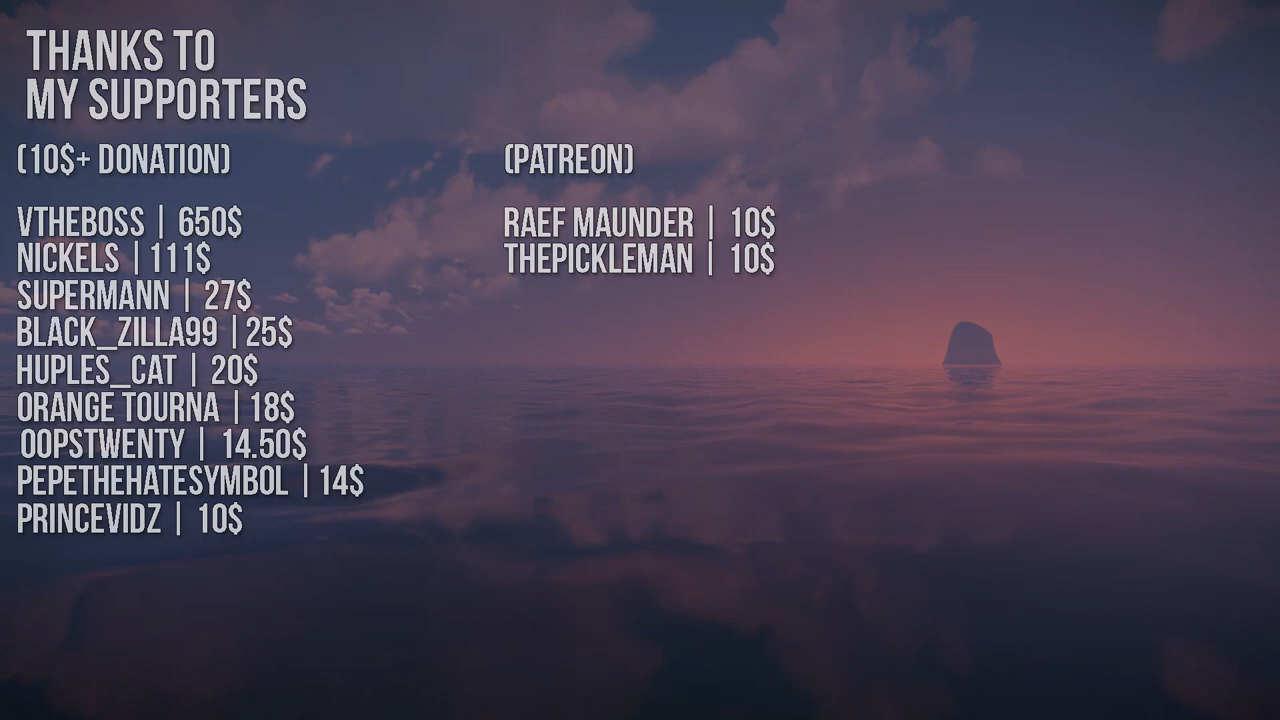 THANKS TO
MY SUPPORTERS
(10$+ DONATION)
VTHEBOSS | 650$
NICKELS | 111$
SUPERMANN | 27$
BLACK_ZILLA99 | 25$
HUPLES_CAT | 20$
ORANGE TOURNA | 18$
OOPSTWENTY | 14.50$
PEPETHEHATESYMBOL | 14$
PRINCEVIDZ | 10$
(PATREON)
RAEF MAUNDER | 10$
THEPICKLEMAN | 10$